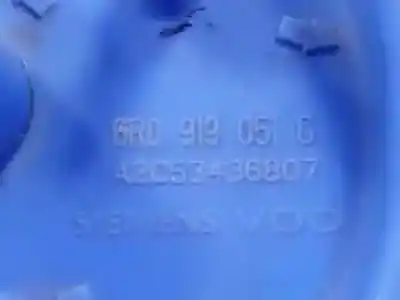 6R0 919 051 G
A2C53436807
SIEMENS VDO